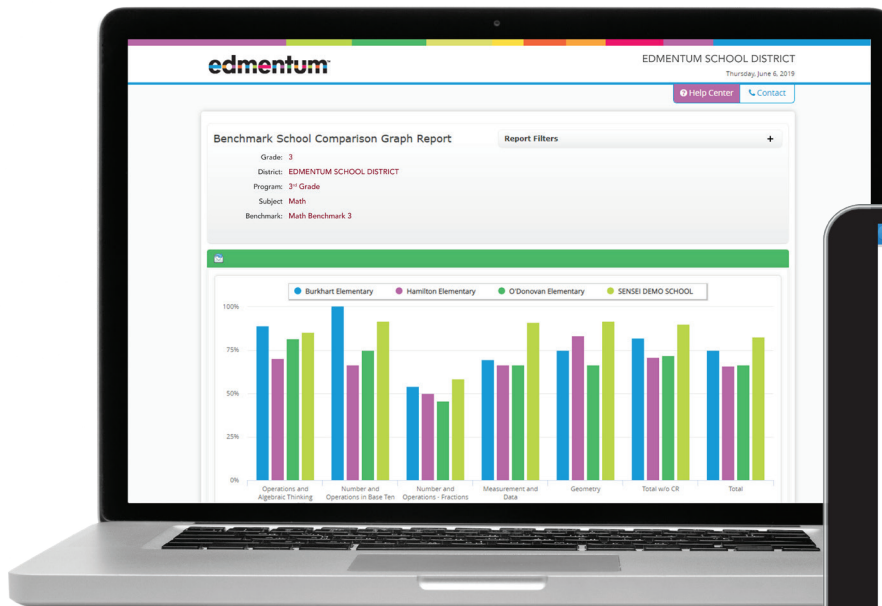 edmentum™
EDMENTUM SCHOOL DISTRICT
Thursday, June 6, 2019
Help Center
Contact
Benchmark School Comparison Graph Report
Report Filters
+
Grade: 3
District: EDMENTUM SCHOOL DISTRICT
Program: 3rd Grade
Subject Math
Benchmark: Math Benchmark 3
Burkhart Elementary
Hamilton Elementary
O'Donovan Elementary
SENSEI DEMO SCHOOL
100%
75%
50%
25%
0%
Operations and
Algebraic Thinking
Number and
Operations in Base Ten
Number and
Operations - Fractions
Measurement and
Data
Geometry
Total w/o CR
Total